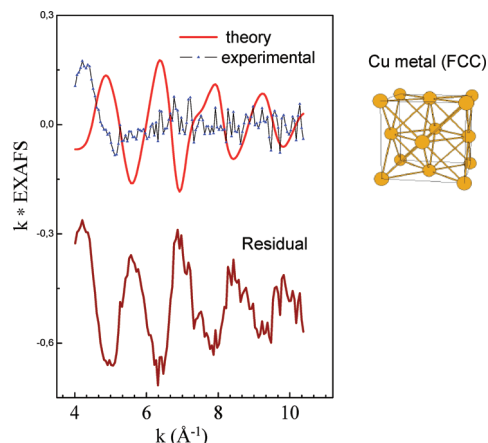 0,3
theory
experimental
Cu metal (FCC)
0,0
k * EXAFS
-0,3
Residual
-0,6
4
6
8
10
k (Å⁻¹)